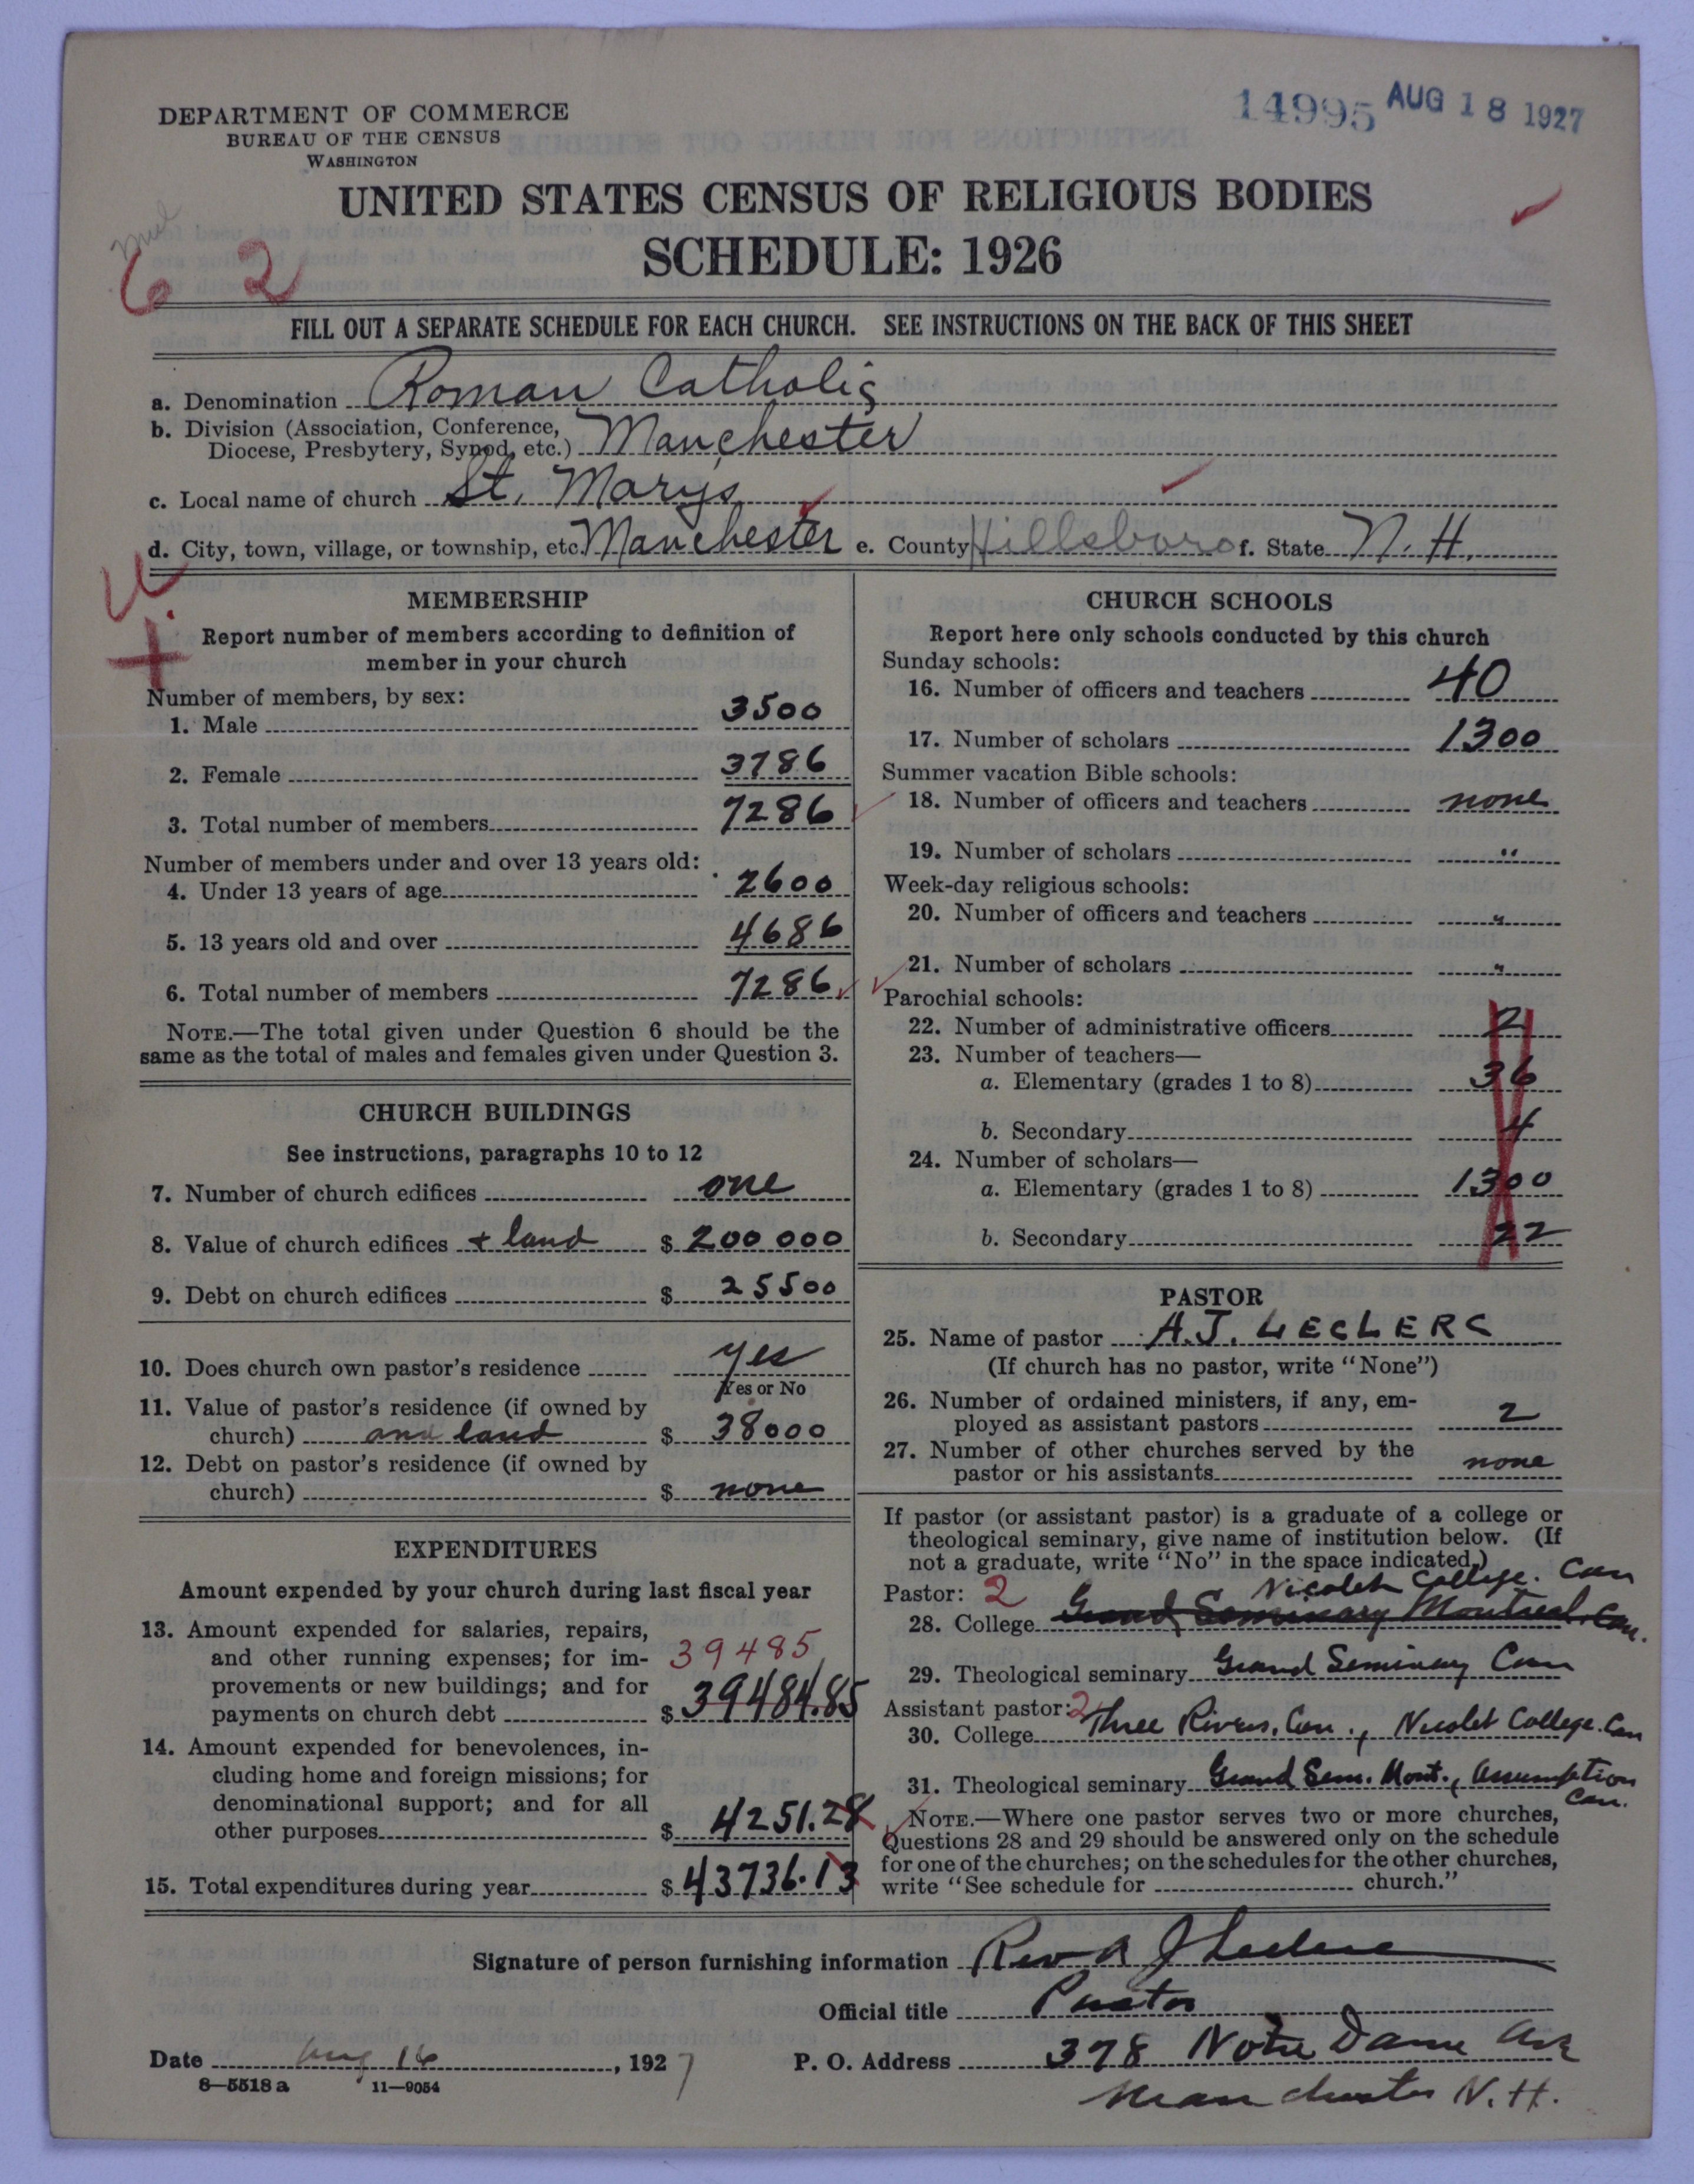 14995 AUG 18 1927
DEPARTMENT OF COMMERCE
BUREAU OF THE CENSUS
WASHINGTON
UNITED STATES CENSUS OF RELIGIOUS BODIES
SCHEDULE: 1926
6 2
FILL OUT A SEPARATE SCHEDULE FOR EACH CHURCH. SEE INSTRUCTIONS ON THE BACK OF THIS SHEET
a. Denomination Roman Catholic
b. Division (Association, Conference,
Diocese, Presbytery, Synod, etc.) Manchester
c. Local name of church St. Marys
d. City, town, village, or township, etc. Manchester e. County Hillsboro f. State N. H.
MEMBERSHIP
Report number of members according to definition of
member in your church
Number of members, by sex:
1. Male 3500
2. Female 3786
3. Total number of members 7286
Number of members under and over 13 years old:
4. Under 13 years of age 2600
5. 13 years old and over 4686
6. Total number of members 7286
NOTE.—The total given under Question 6 should be the
same as the total of males and females given under Question 3.
CHURCH BUILDINGS
See instructions, paragraphs 10 to 12
7. Number of church edifices one
8. Value of church edifices + land $ 200 000
9. Debt on church edifices $ 25500
10. Does church own pastor's residence yes
Yes or No
11. Value of pastor's residence (if owned by
church) and land $ 38000
12. Debt on pastor's residence (if owned by
church) $ none
EXPENDITURES
Amount expended by your church during last fiscal year
13. Amount expended for salaries, repairs,
and other running expenses; for im- 39485
provements or new buildings; and for
payments on church debt $ 39484.85
14. Amount expended for benevolences, in-
cluding home and foreign missions; for
denominational support; and for all
other purposes $ 4251.28
15. Total expenditures during year $ 43736.13
CHURCH SCHOOLS
Report here only schools conducted by this church
Sunday schools:
16. Number of officers and teachers 40
17. Number of scholars 1300
Summer vacation Bible schools:
18. Number of officers and teachers none
19. Number of scholars "
Week-day religious schools:
20. Number of officers and teachers "
21. Number of scholars "
Parochial schools:
22. Number of administrative officers 2
23. Number of teachers—
a. Elementary (grades 1 to 8) 36
b. Secondary 4
24. Number of scholars—
a. Elementary (grades 1 to 8) 1300
b. Secondary 22
PASTOR
25. Name of pastor A.J. LECLERC
(If church has no pastor, write "None")
26. Number of ordained ministers, if any, em-
ployed as assistant pastors 2
27. Number of other churches served by the
pastor or his assistants none
If pastor (or assistant pastor) is a graduate of a college or
theological seminary, give name of institution below. (If
not a graduate, write "No" in the space indicated.)
Pastor: 2 Nicolet College. Can
28. College Grand Seminary Montreal. Can.
29. Theological seminary Grand Seminary Can
Assistant pastor: 2
30. College Three Rivers. Can., Nicolet College. Can
31. Theological seminary Grand Sem. Mont., Assumption
Can.
NOTE.—Where one pastor serves two or more churches,
Questions 28 and 29 should be answered only on the schedule
for one of the churches; on the schedules for the other churches,
write "See schedule for church."
Signature of person furnishing information Rev A J Leclerc
Official title Pastor
Date Aug 16, 1927 P. O. Address 378 Notre Dame Ave
8—5518 a 11—9054
Manchester N.H.